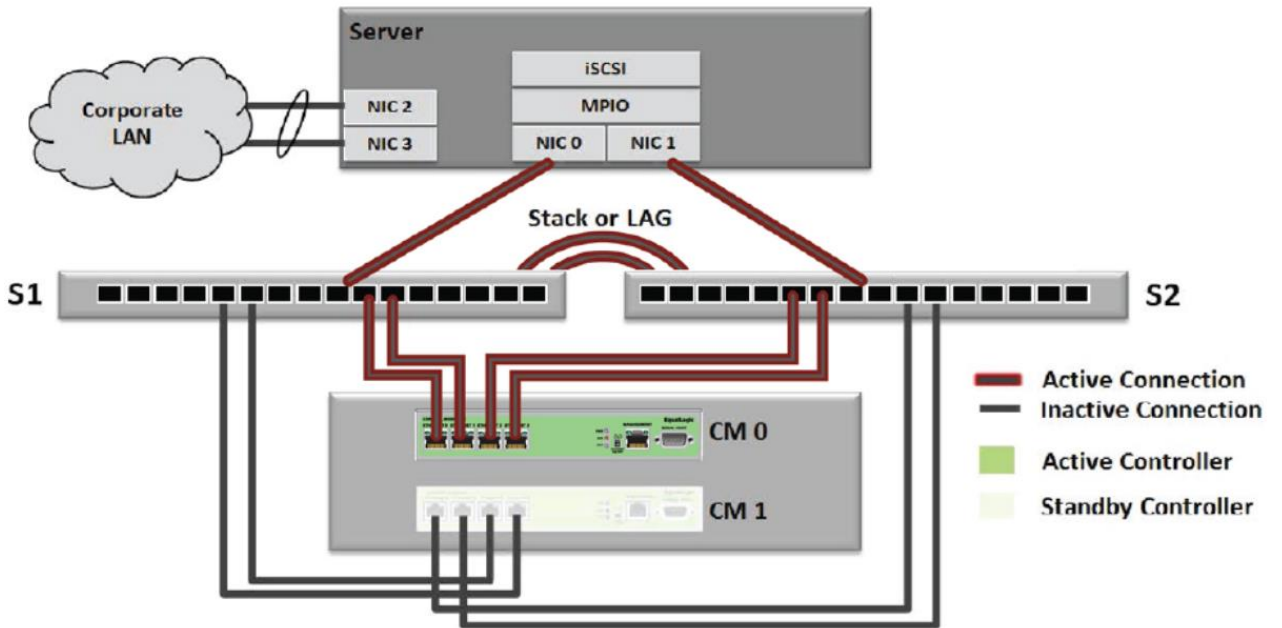 Server
iSCSI
MPIO
NIC 0
NIC 1
NIC 2
NIC 3
Corporate
LAN
Stack or LAG
S1
S2
CM 0
CM 1
Active Connection
Inactive Connection
Active Controller
Standby Controller